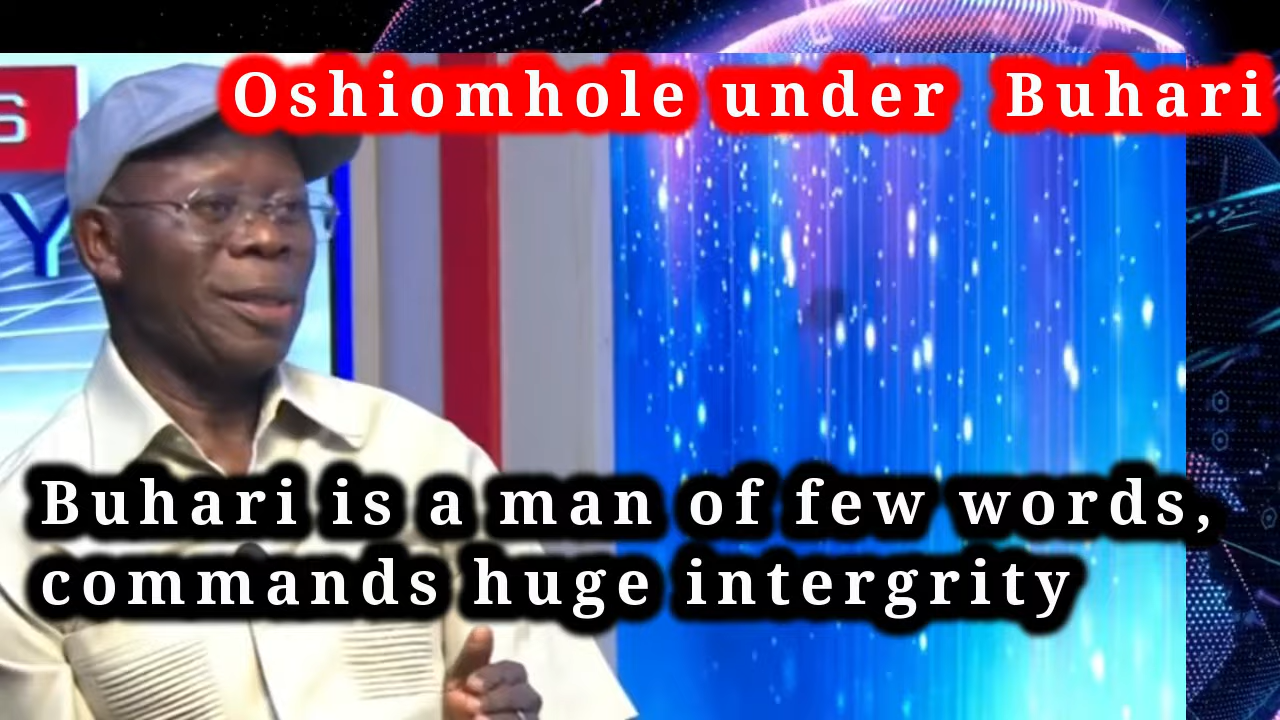 S
Oshiomhole under Buhari
Y
Buhari is a man of few words,
commands huge intergrity